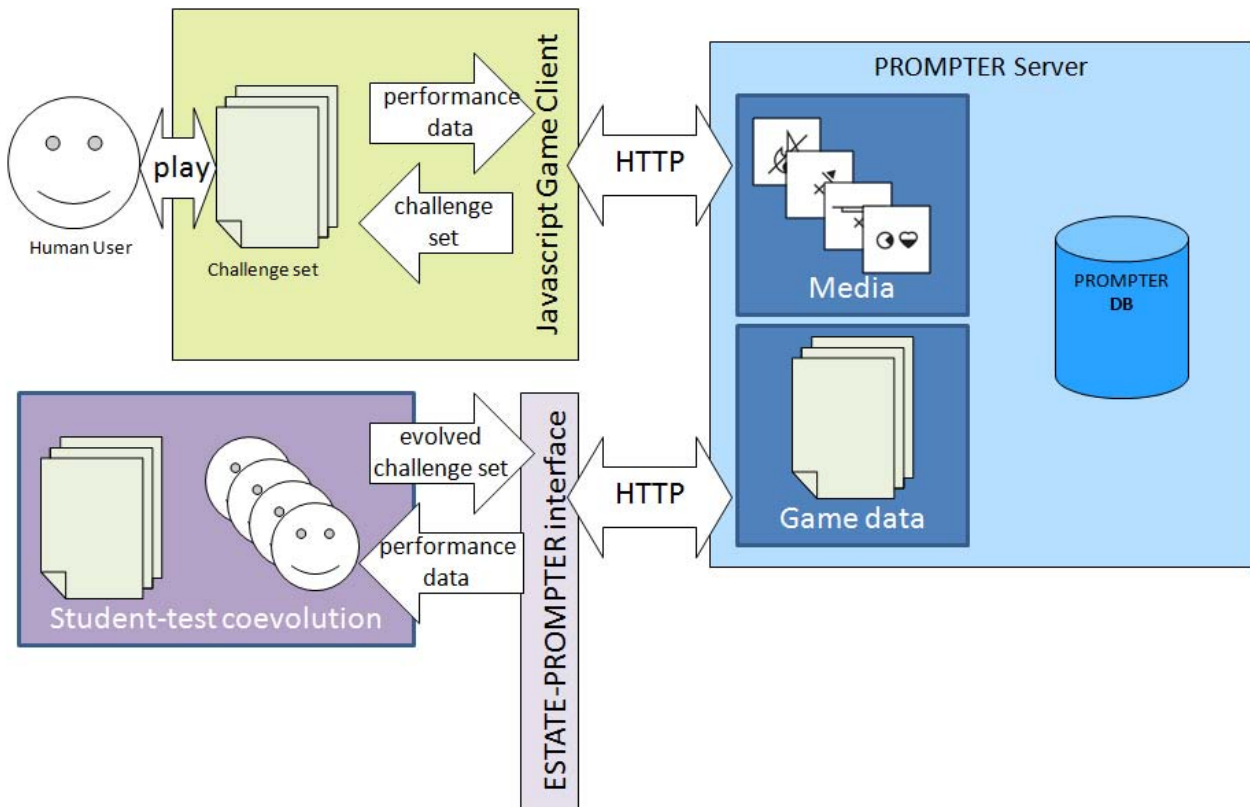 PROMPTER Server
performance
data
play
HTTP
challenge
set
Human User
Challenge set
Javascript Game Client
Media
PROMPTER
DB
evolved
challenge set
HTTP
performance
data
Game data
Student-test coevolution
ESTATE-PROMPTER interface